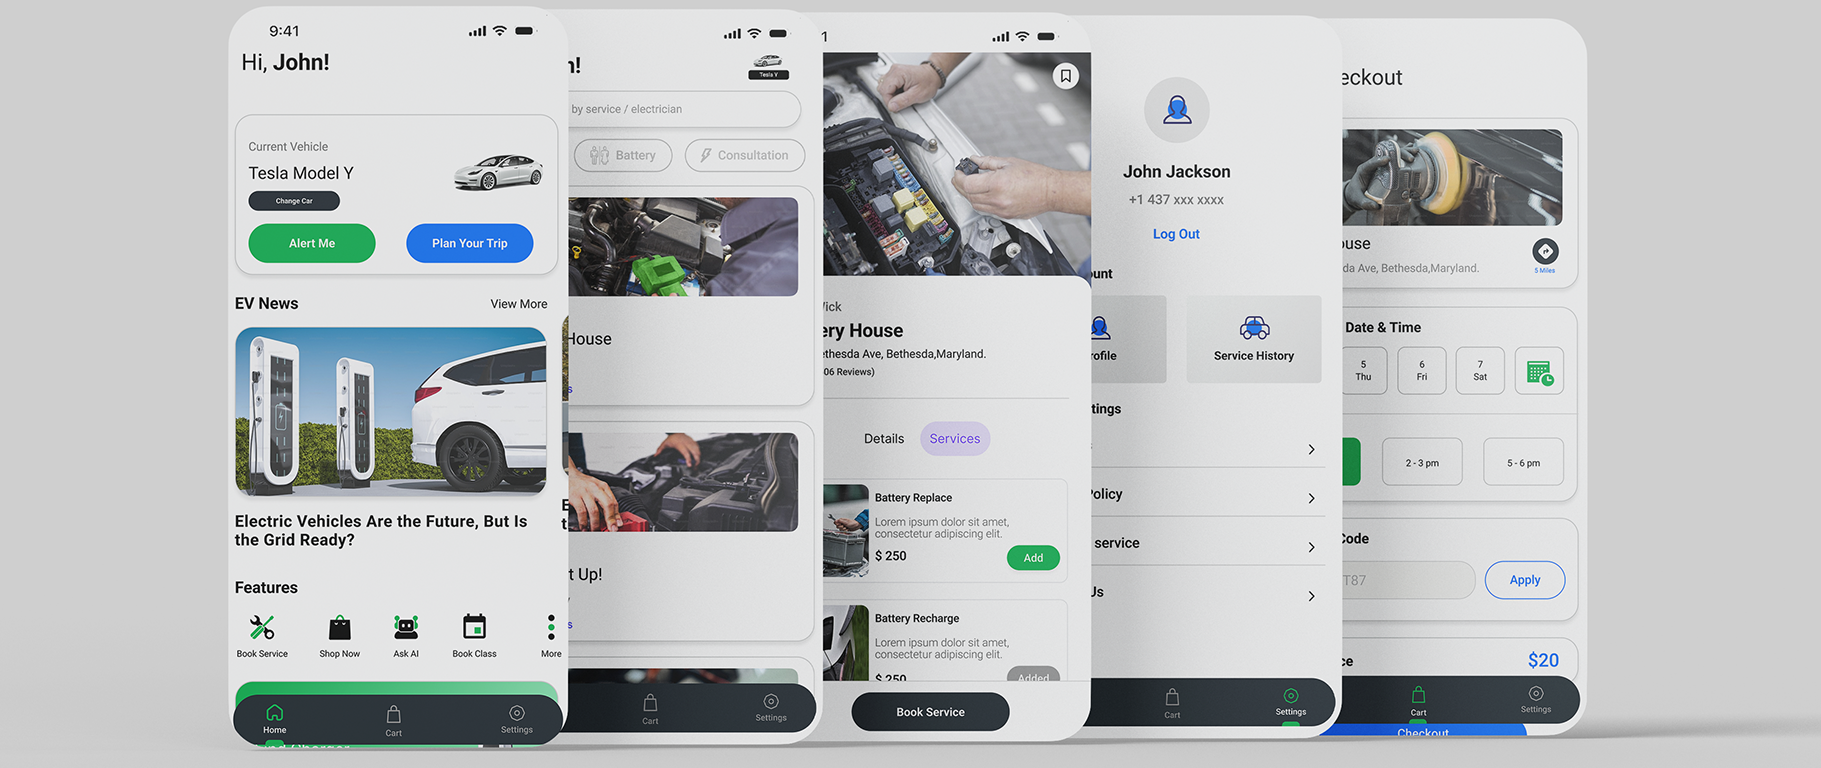 9:41
Hi, John!
Current Vehicle
Tesla Model Y
Change Car
Alert Me
Plan Your Trip
EV News
View More
Electric Vehicles Are the Future, But Is
the Grid Ready?
Features
Book Service
Shop Now
Ask AI
Book Class
More
Home
Cart
Settings
n!
Tesla Y
by service / electrician
Battery
Consultation
House
s
E
t
t Up!
s
Cart
Settings
1
Wick
ery House
ethesda Ave, Bethesda,Maryland.
06 Reviews)
Details
Services
Battery Replace
Lorem ipsum dolor sit amet,
consectetur adipiscing elit.
$ 250
Add
Battery Recharge
Lorem ipsum dolor sit amet,
consectetur adipiscing elit.
$ 250
Added
Book Service
John Jackson
+1 437 xxx xxxx
Log Out
ount
rofile
Service History
tings
Policy
service
Us
Cart
Settings
eckout
ouse
da Ave, Bethesda,Maryland.
5 Miles
Date & Time
5
Thu
6
Fri
7
Sat
2 - 3 pm
5 - 6 pm
Code
T87
Apply
ce
$20
Cart
Settings
Checkout